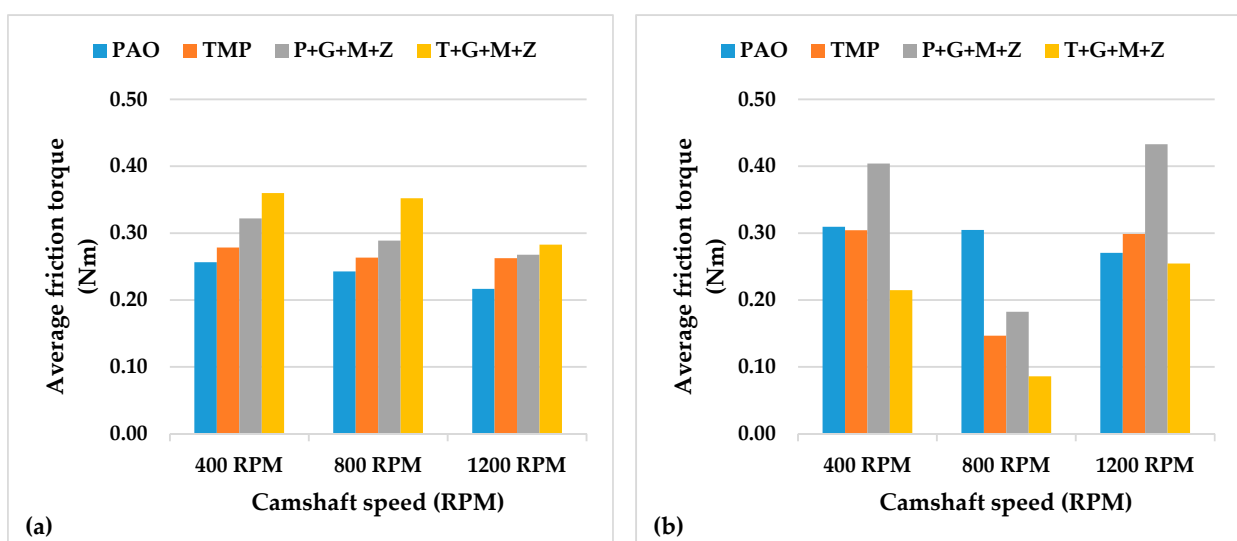 PAO TMP P+G+M+Z T+G+M+Z
0.50
0.40
0.30
0.20
0.10
0.00
Average friction torque
(Nm)
400 RPM 800 RPM 1200 RPM
Camshaft speed (RPM)
(a)
PAO TMP P+G+M+Z T+G+M+Z
0.50
0.40
0.30
0.20
0.10
0.00
Average friction torque
(Nm)
400 RPM 800 RPM 1200 RPM
Camshaft speed (RPM)
(b)